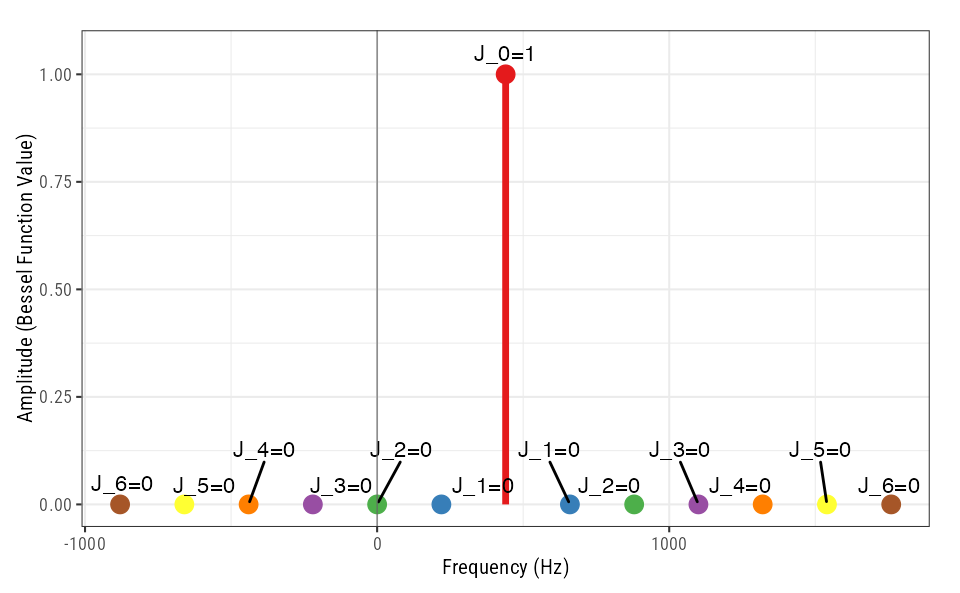 J_0=1
1.00
0.75
0.50
0.25
0.00
Amplitude (Bessel Function Value)
J_4=0
J_2=0
J_1=0
J_3=0
J_5=0
J_6=0
J_5=0
J_3=0
J_1=0
J_2=0
J_4=0
J_6=0
-1000
0
1000
Frequency (Hz)